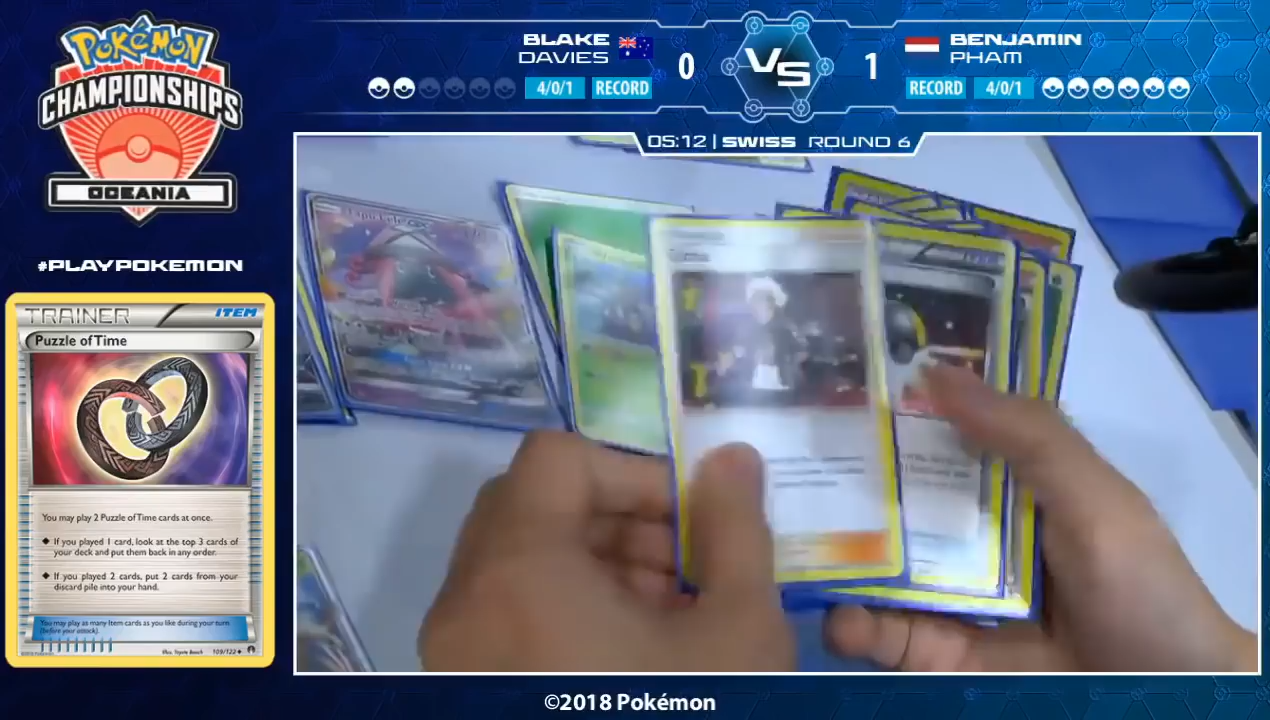 Pokémon
CHAMPIONSHIPS
OCEANIA
#PLAYPOKEMON
BLAKE
DAVIES
0
VS
1
BENJAMIN
PHAM
4/0/1
RECORD
RECORD
4/0/1
05:12 | SWISS ROUND 6
TRAINER
ITEM
Puzzle of Time
You may play 2 Puzzle of Time cards at once.
◆ If you played 1 card, look at the top 3 cards of
your deck and put them back in any order.
◆ If you played 2 cards, put 2 cards from your
discard pile into your hand.
You may play as many Item cards as you like during your turn
(before your attack).
109/122
©2018 Pokémon